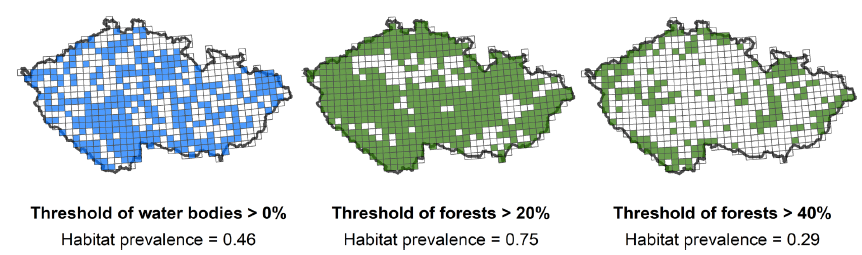 Threshold of water bodies > 0%
Habitat prevalence = 0.46
Threshold of forests > 20%
Habitat prevalence = 0.75
Threshold of forests > 40%
Habitat prevalence = 0.29